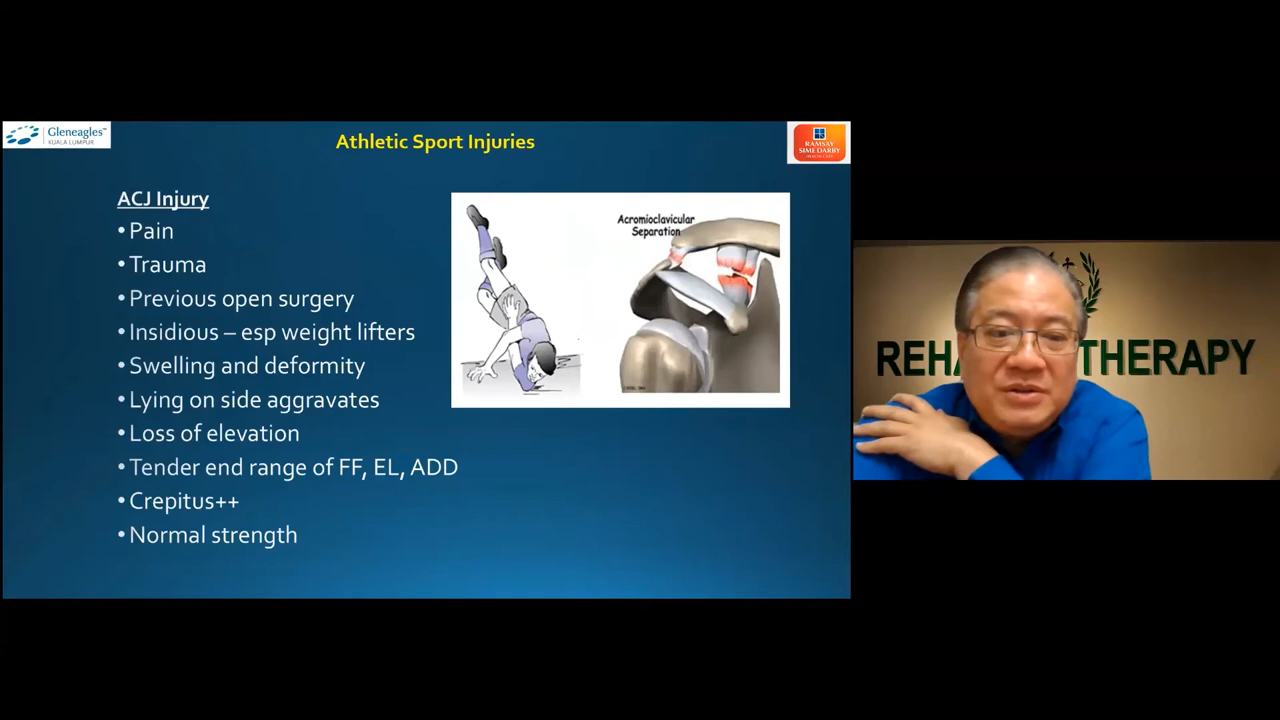 Gleneagles
KUALA LUMPUR
Athletic Sport Injuries
RAMSAY
SIME DARBY
HEALTH CARE
ACJ Injury
• Pain
• Trauma
• Previous open surgery
• Insidious – esp weight lifters
• Swelling and deformity
• Lying on side aggravates
• Loss of elevation
• Tender end range of FF, EL, ADD
• Crepitus++
• Normal strength
Acromioclavicular
Separation
REHA THERAPY